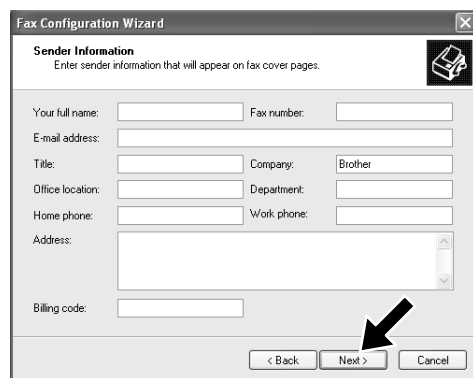 Fax Configuration Wizard
Sender Information
Enter sender information that will appear on fax cover pages.
Your full name: Fax number:
E-mail address:
Title: Company: Brother
Office location: Department:
Home phone: Work phone:
Address:
Billing code:
< Back Next > Cancel